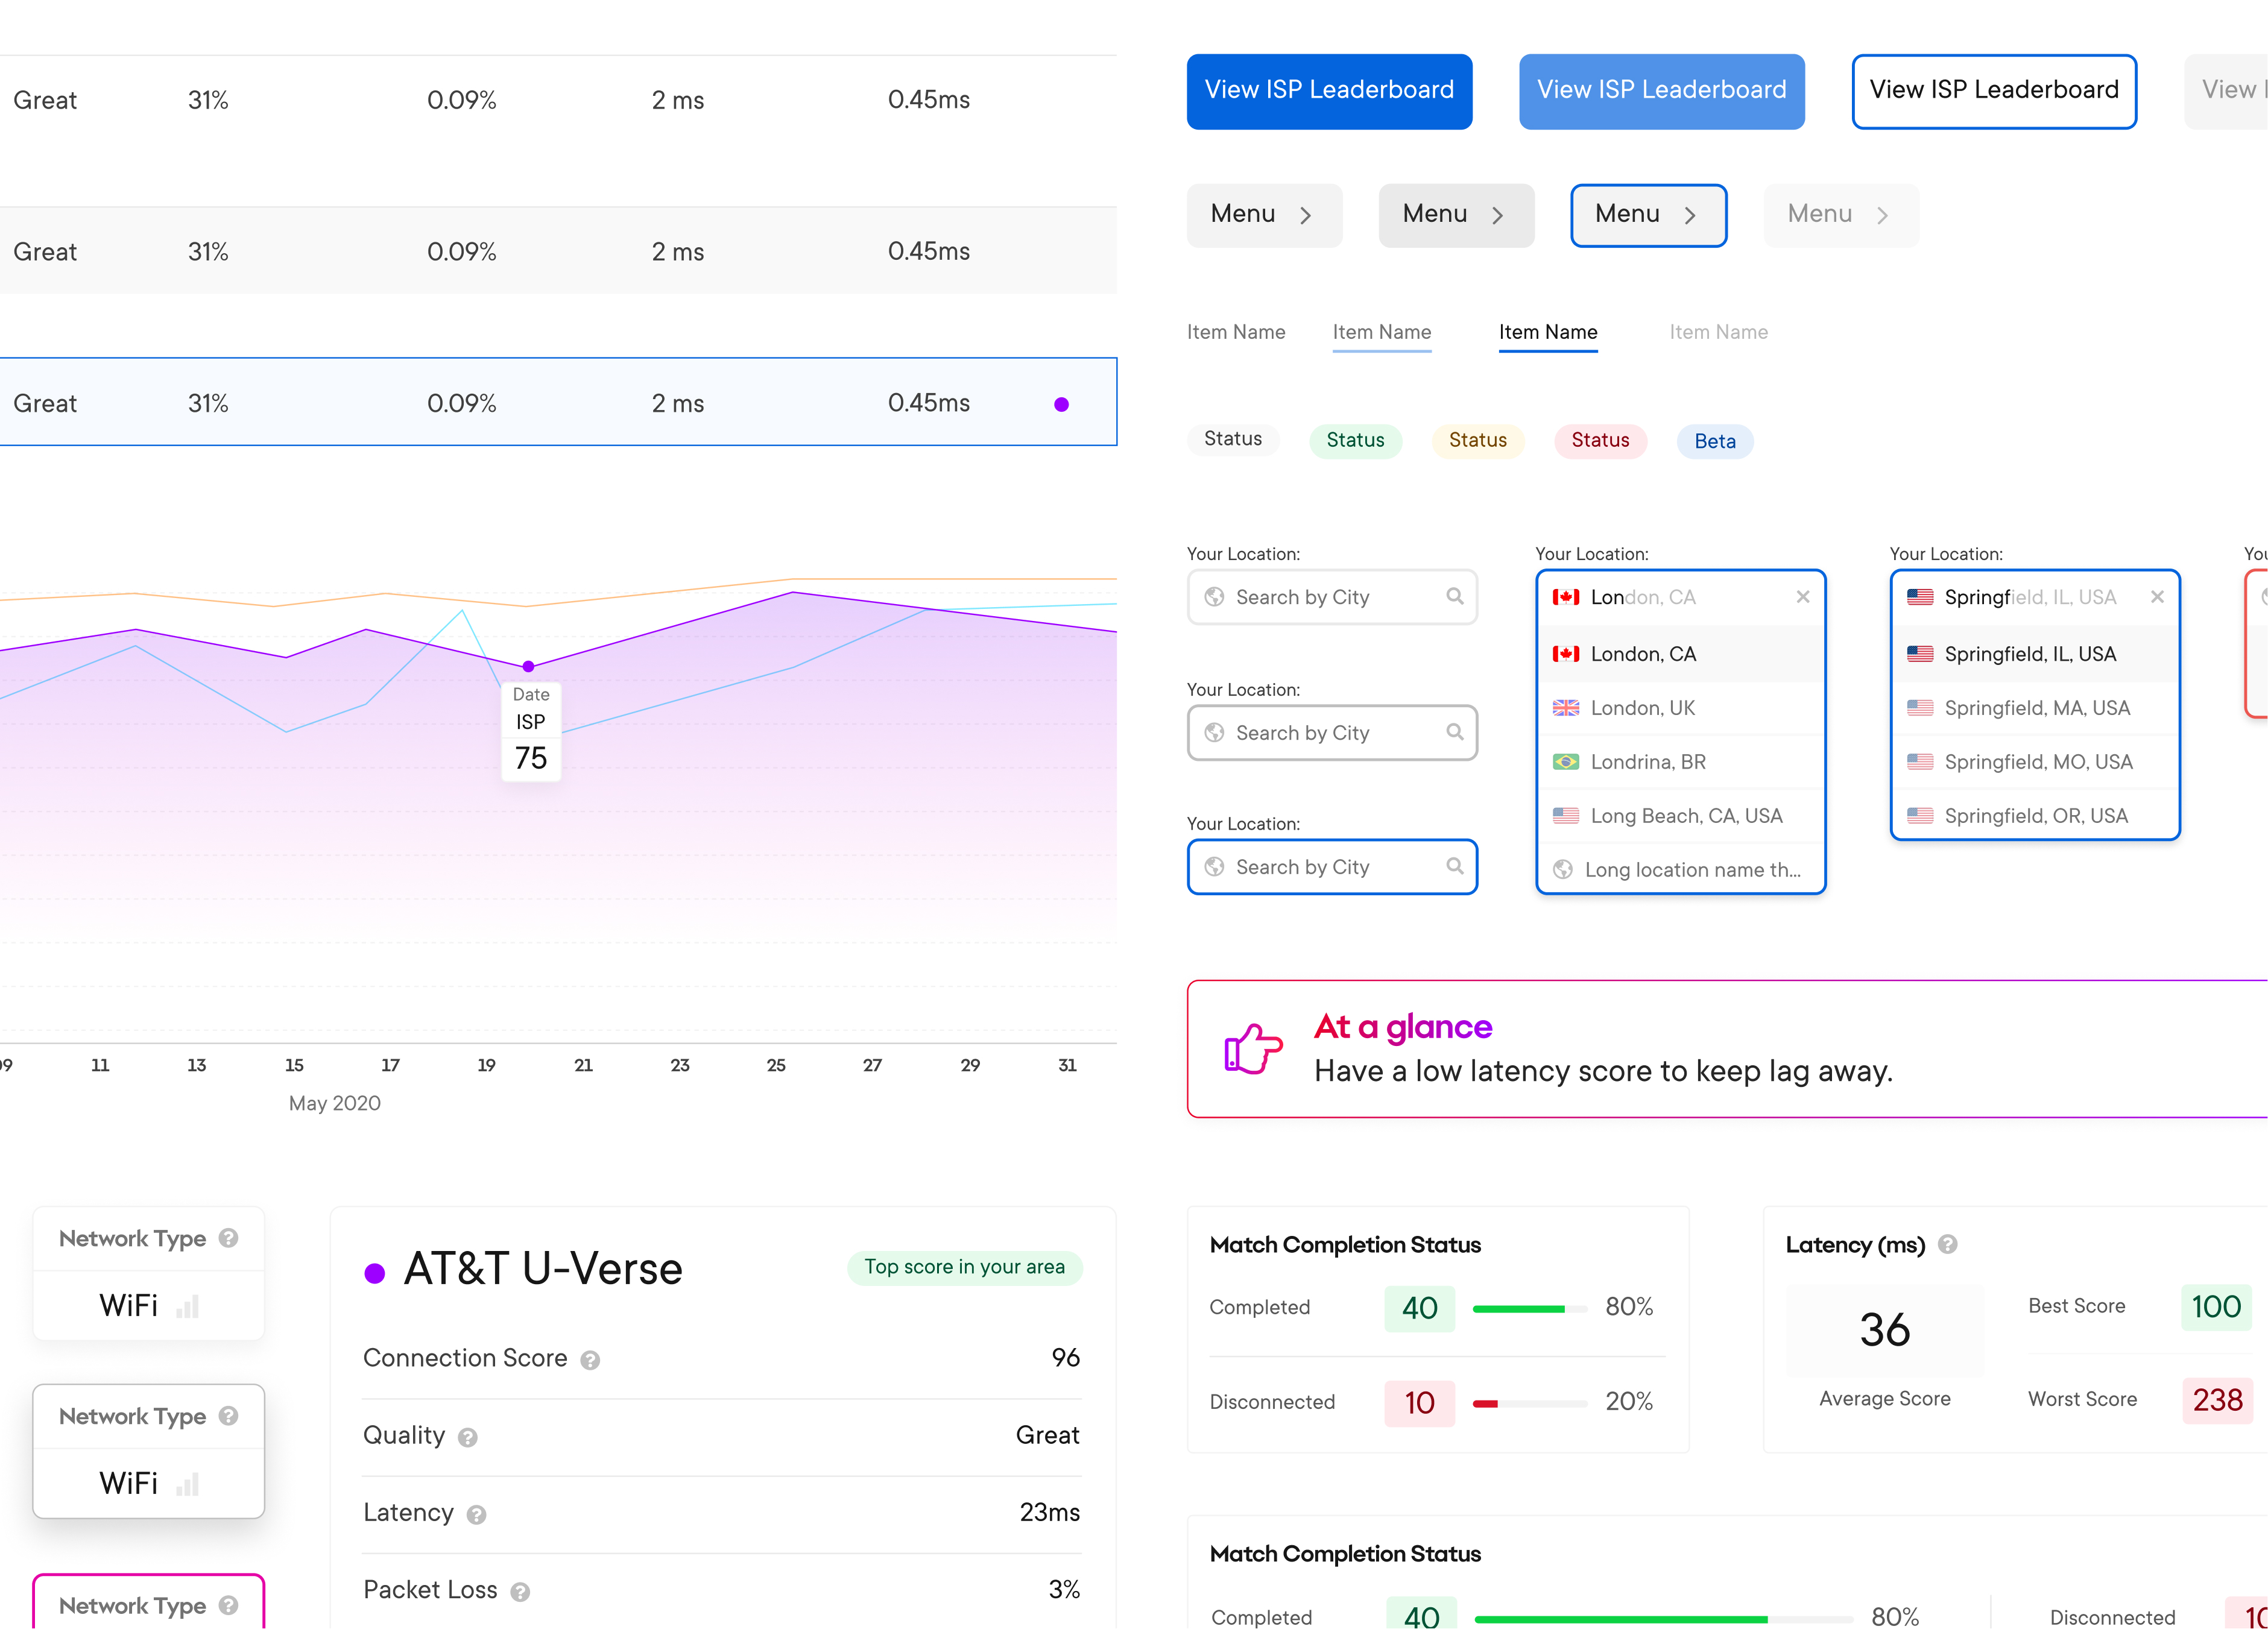 Great 31% 0.09% 2 ms 0.45ms
Great 31% 0.09% 2 ms 0.45ms
Great 31% 0.09% 2 ms 0.45ms
Date
ISP
75
09 11 13 15 17 19 21 23 25 27 29 31
May 2020
Network Type
WiFi
Network Type
WiFi
Network Type
AT&T U-Verse
Top score in your area
Connection Score 96
Quality Great
Latency 23ms
Packet Loss 3%
View ISP Leaderboard View ISP Leaderboard View ISP Leaderboard View
Menu Menu Menu Menu
Item Name Item Name Item Name Item Name
Status Status Status Status Beta
Your Location:
Search by City
Your Location:
Search by City
Your Location:
Search by City
Your Location:
London, CA
London, CA
London, UK
Londrina, BR
Long Beach, CA, USA
Long location name th...
Your Location:
Springfield, IL, USA
Springfield, IL, USA
Springfield, MA, USA
Springfield, MO, USA
Springfield, OR, USA
At a glance
Have a low latency score to keep lag away.
Match Completion Status
Completed 40 80%
Disconnected 10 20%
Latency (ms)
36
Average Score
Best Score 100
Worst Score 238
Match Completion Status
Completed 40 80% Disconnected 10